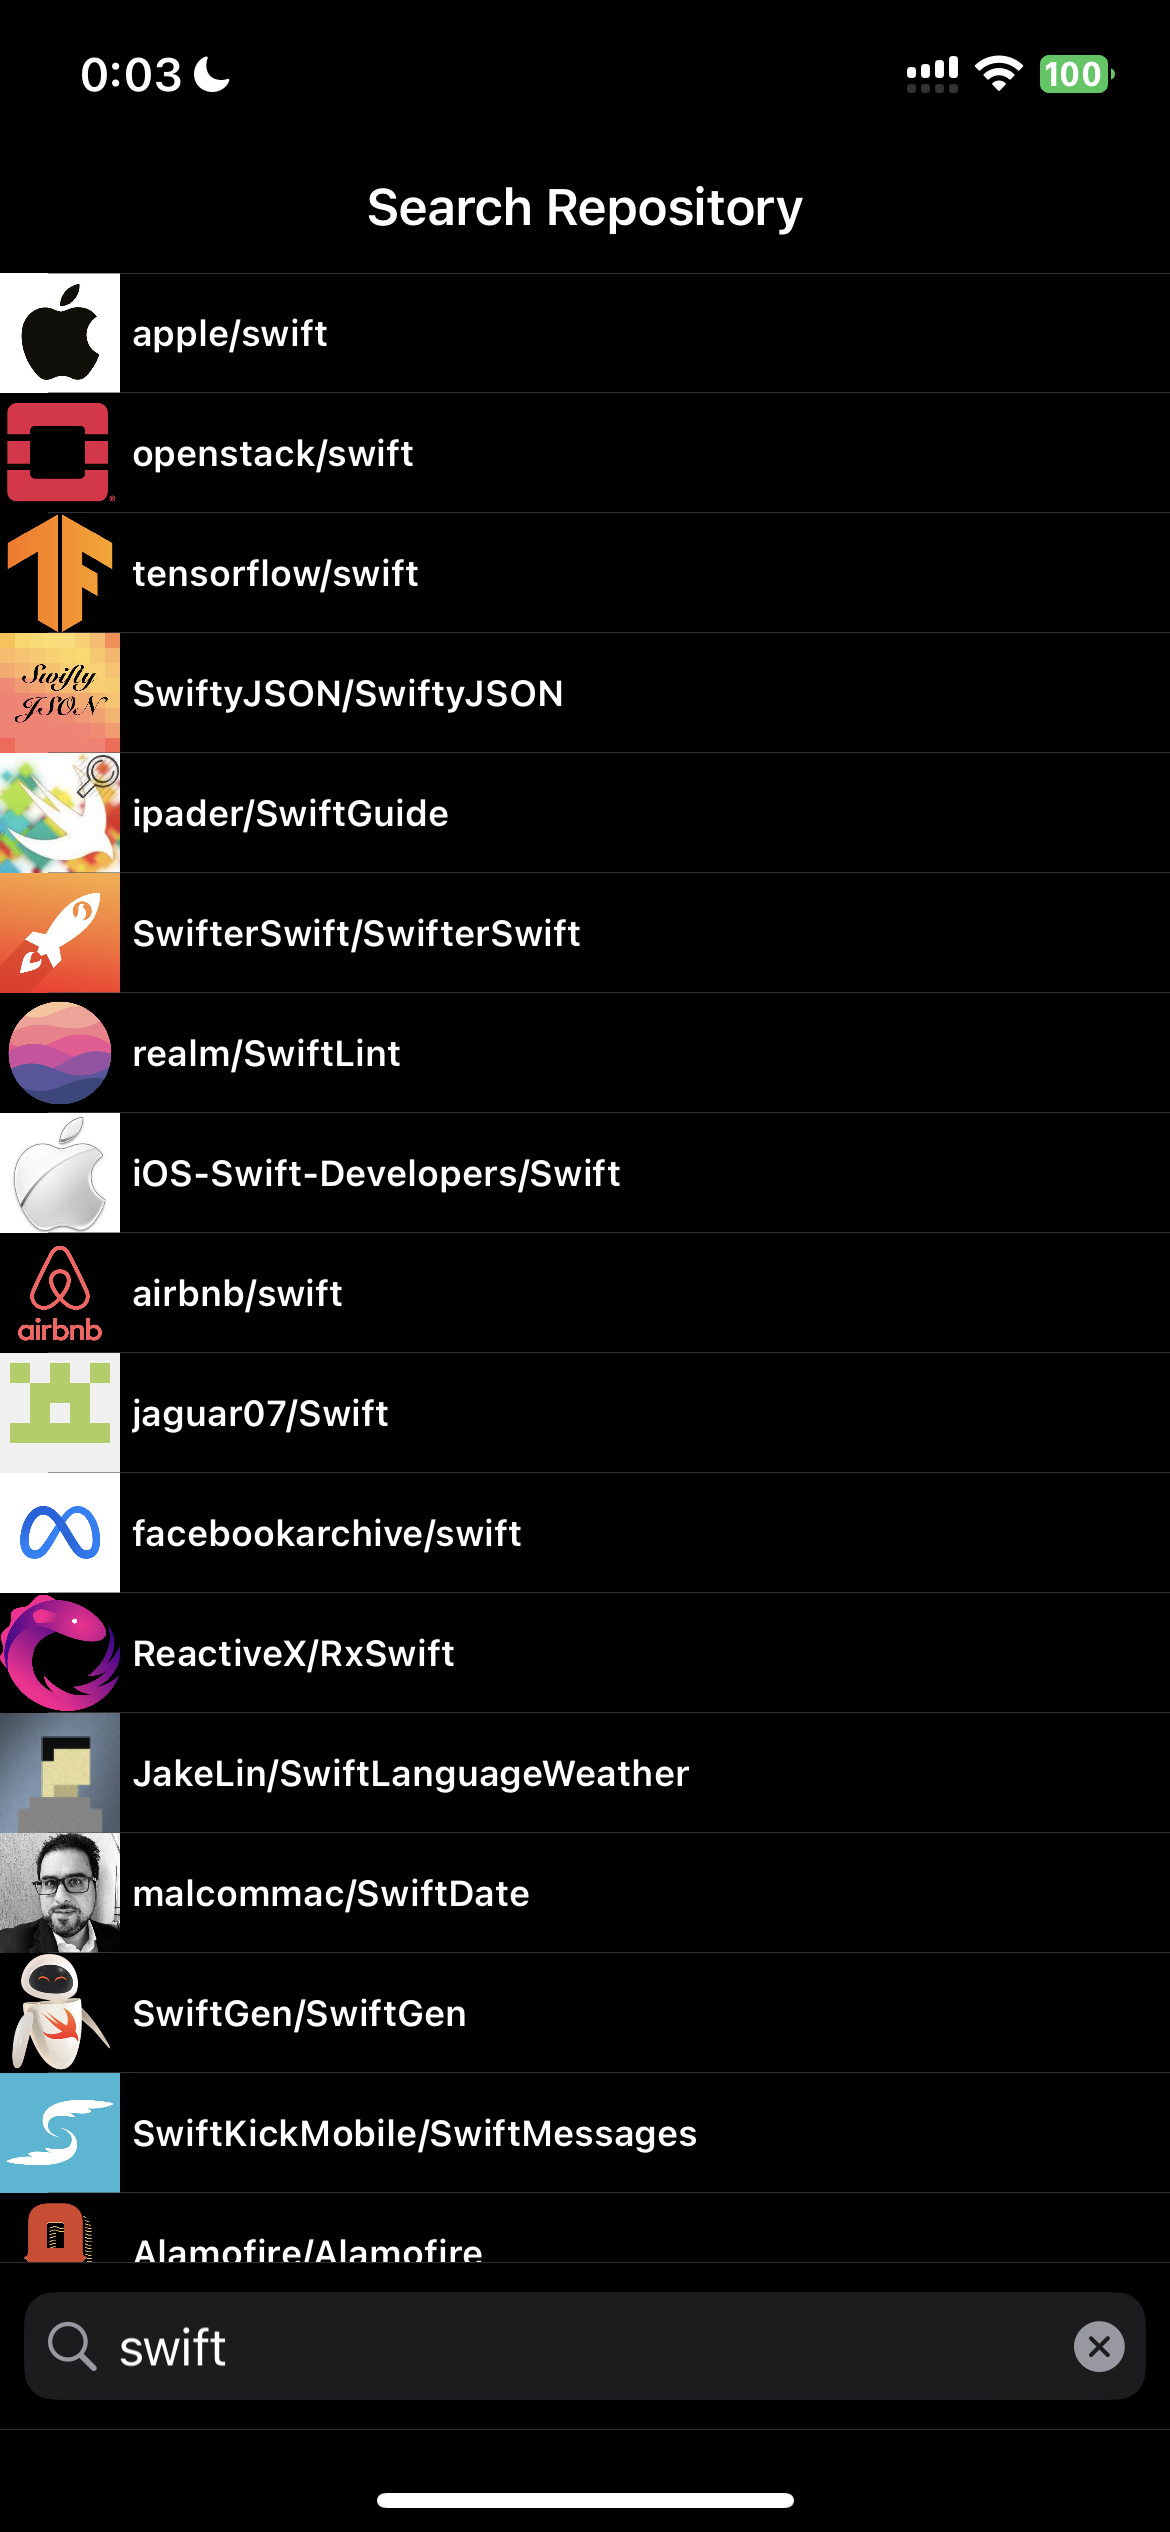 0:03
100
Search Repository
apple/swift
openstack/swift
tensorflow/swift
Swifty
JSON
SwiftyJSON/SwiftyJSON
ipader/SwiftGuide
SwifterSwift/SwifterSwift
realm/SwiftLint
iOS-Swift-Developers/Swift
airbnb
airbnb/swift
jaguar07/Swift
facebookarchive/swift
ReactiveX/RxSwift
JakeLin/SwiftLanguageWeather
malcommac/SwiftDate
SwiftGen/SwiftGen
SwiftKickMobile/SwiftMessages
Alamofire/Alamofire
swift